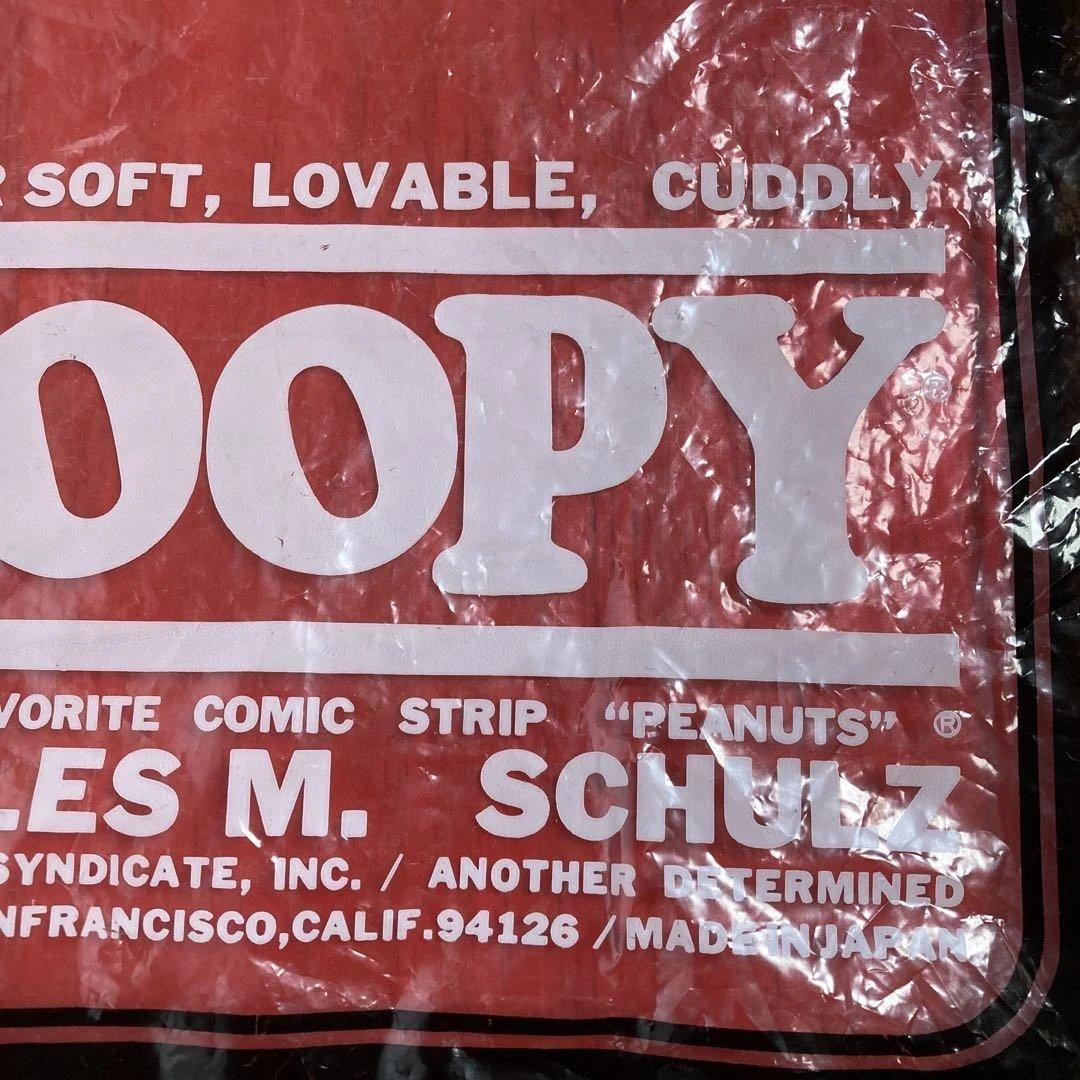 R SOFT, LOVABLE, CUDDLY
OOPY ®
VORITE COMIC STRIP “PEANUTS” ®
LES M. SCHULZ
SYNDICATE, INC. / ANOTHER DETERMINED
NFRANCISCO,CALIF.94126 / MADE IN JAPAN